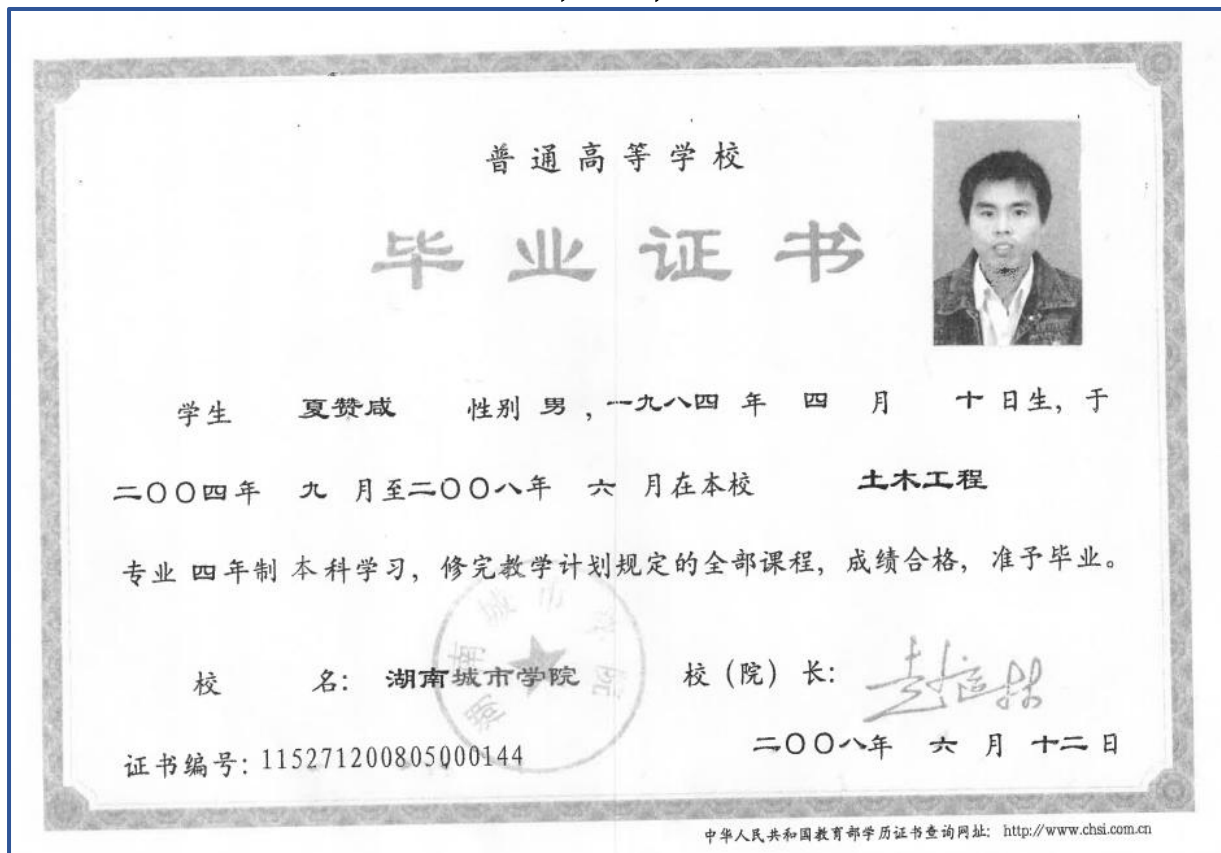 普通高等学校
毕业证书
学生 夏赞咸 性别 男，一九八四 年 四 月 十 日生，于
二〇〇四年 九 月至二〇〇八年 六 月在本校 土木工程
专业 四年制 本科学习，修完教学计划规定的全部课程，成绩合格，准予毕业。
校 名：湖南城市学院 校（院）长：
二〇〇八年 六 月 十二 日
证书编号：115271200805000144
湖南城市学院
中华人民共和国教育部学历证书查询网址：http://www.chsi.com.cn